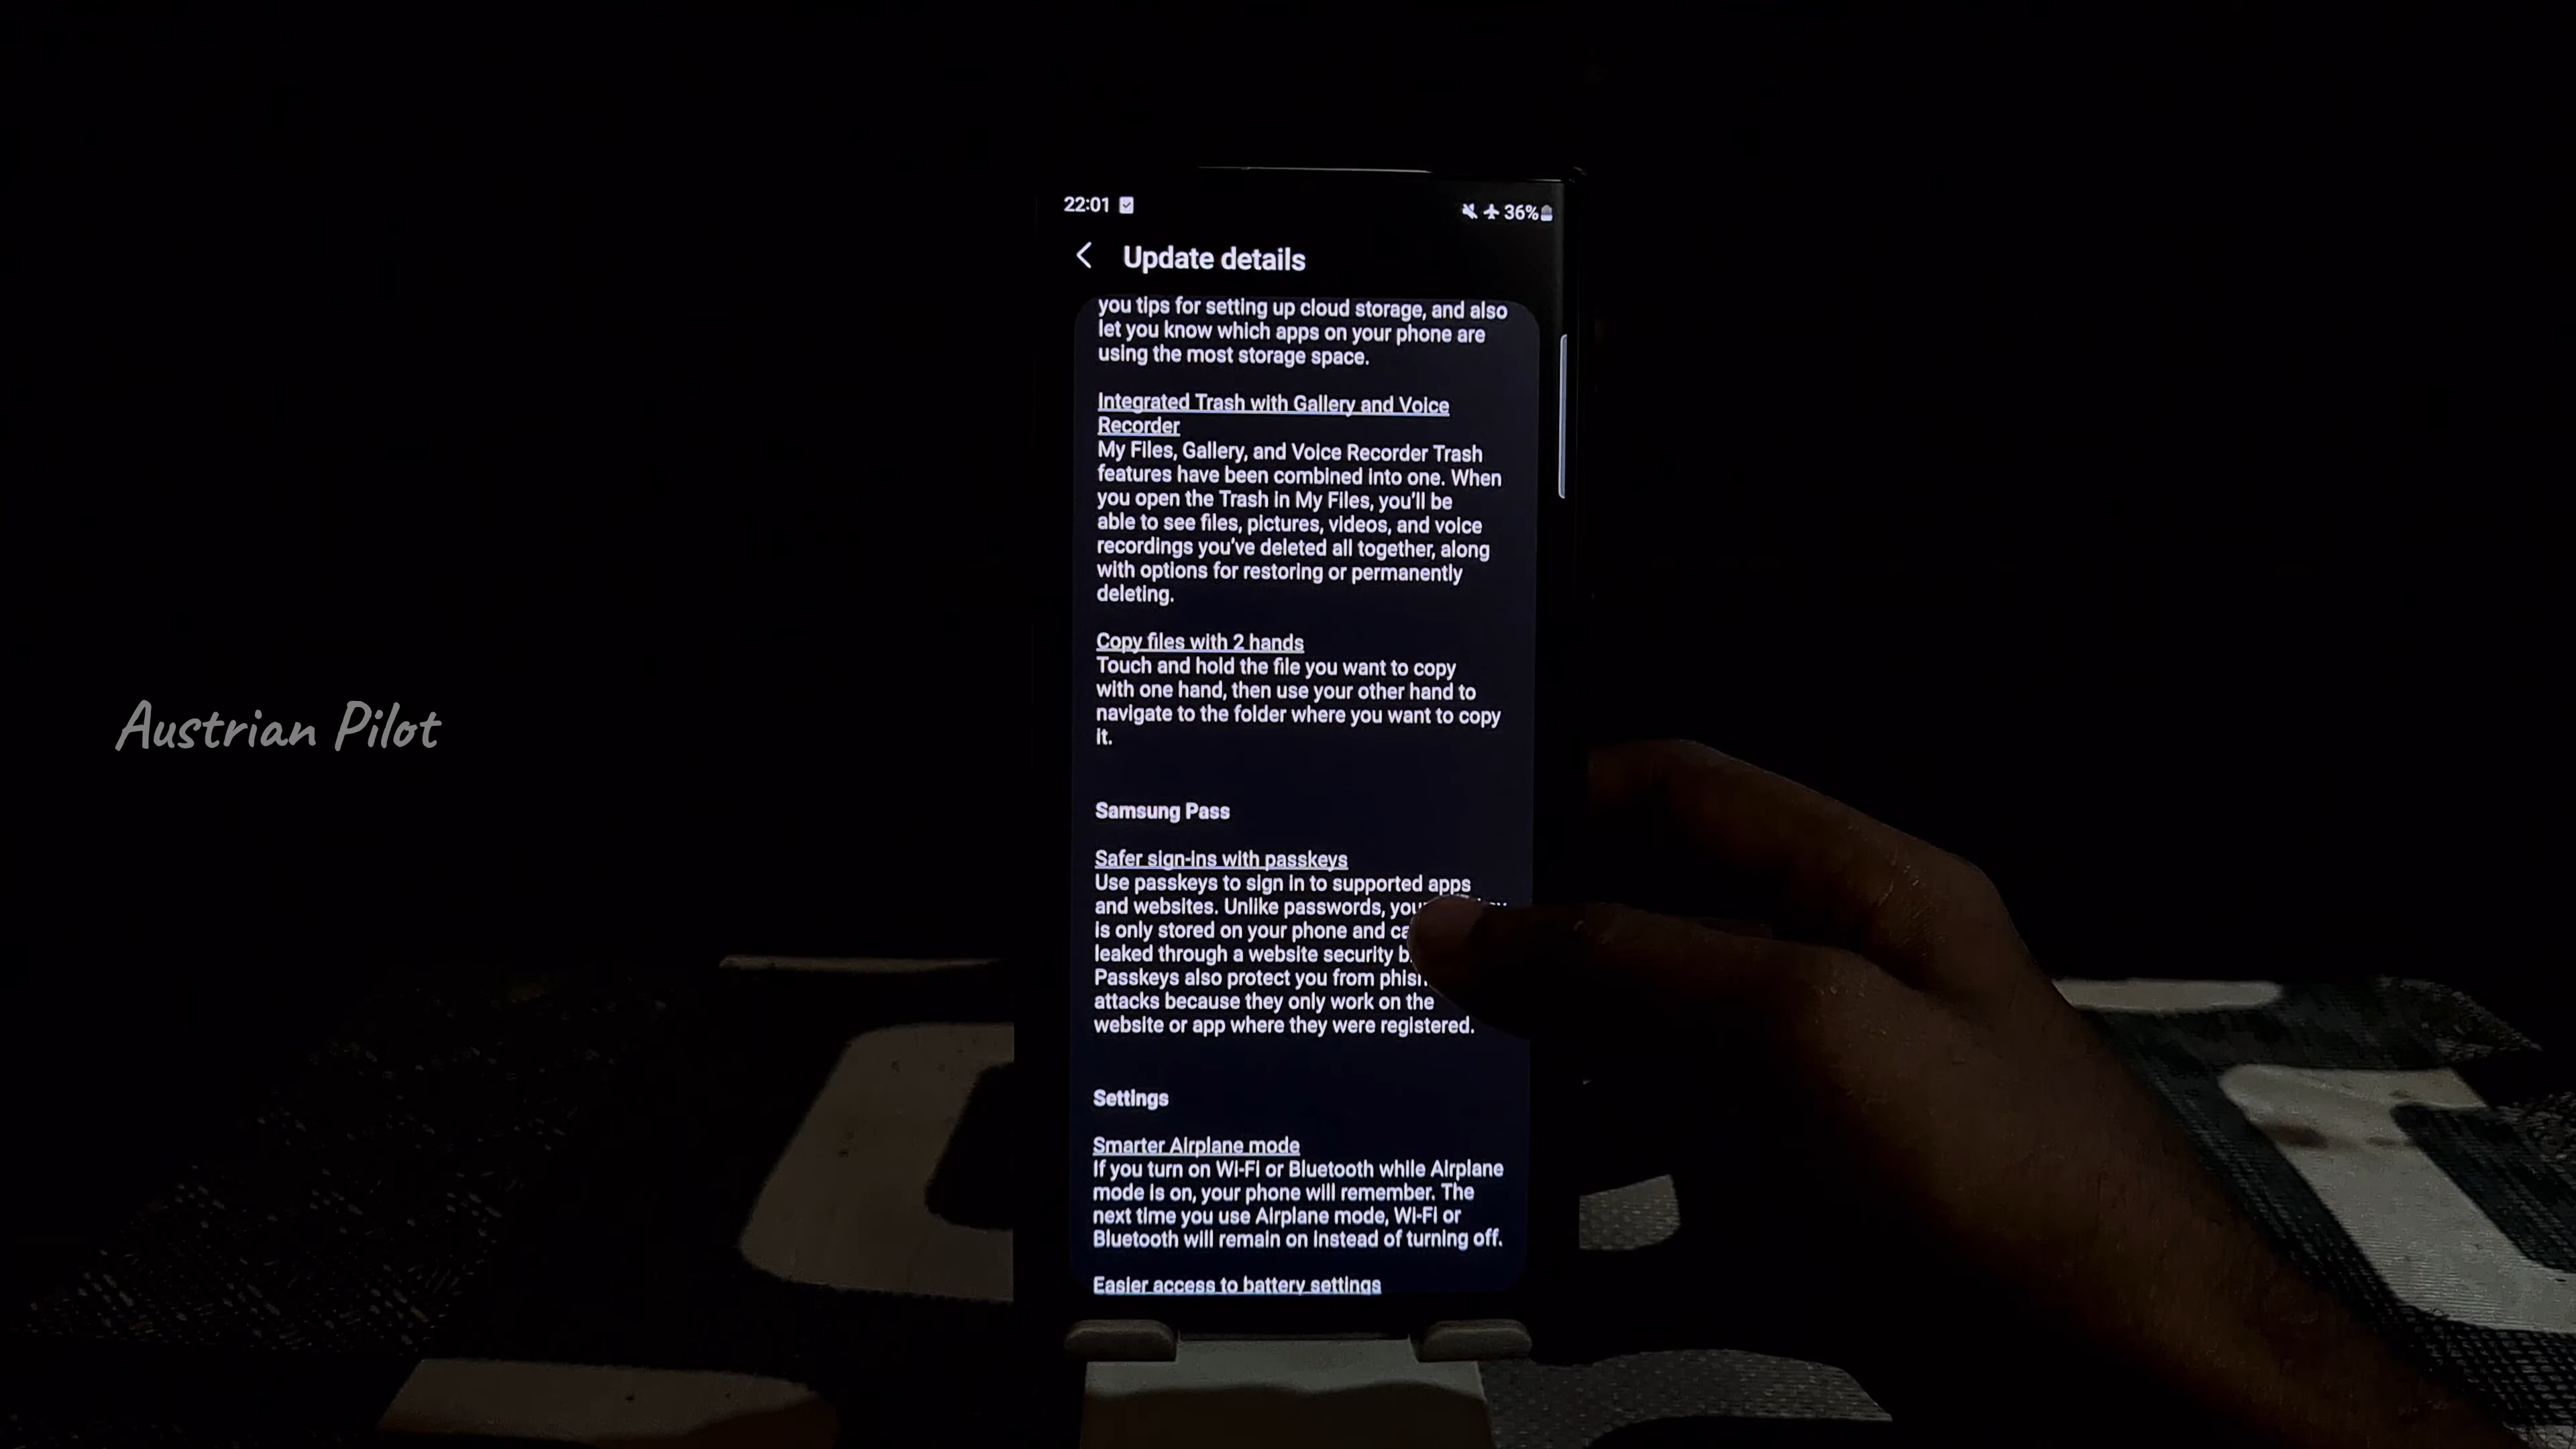 22:01
36%
Update details
you tips for setting up cloud storage, and also
let you know which apps on your phone are
using the most storage space.
Integrated Trash with Gallery and Voice
Recorder
My Files, Gallery, and Voice Recorder Trash
features have been combined into one. When
you open the Trash in My Files, you'll be
able to see files, pictures, videos, and voice
recordings you've deleted all together, along
with options for restoring or permanently
deleting.
Copy files with 2 hands
Touch and hold the file you want to copy
with one hand, then use your other hand to
navigate to the folder where you want to copy
it.
Austrian Pilot
Samsung Pass
Safer sign-ins with passkeys
Use passkeys to sign in to supported apps
and websites. Unlike passwords,
is only stored on your phone and
leaked through a website security
Passkeys also protect you from
attacks because they only work on the
website or app where they were registered.
Settings
Smarter Airplane mode
If you turn on Wi-Fi or Bluetooth while Airplane
mode is on, your phone will remember. The
next time you use Airplane mode, Wi-Fi or
Bluetooth will remain on instead of turning off.
Easier access to battery settings